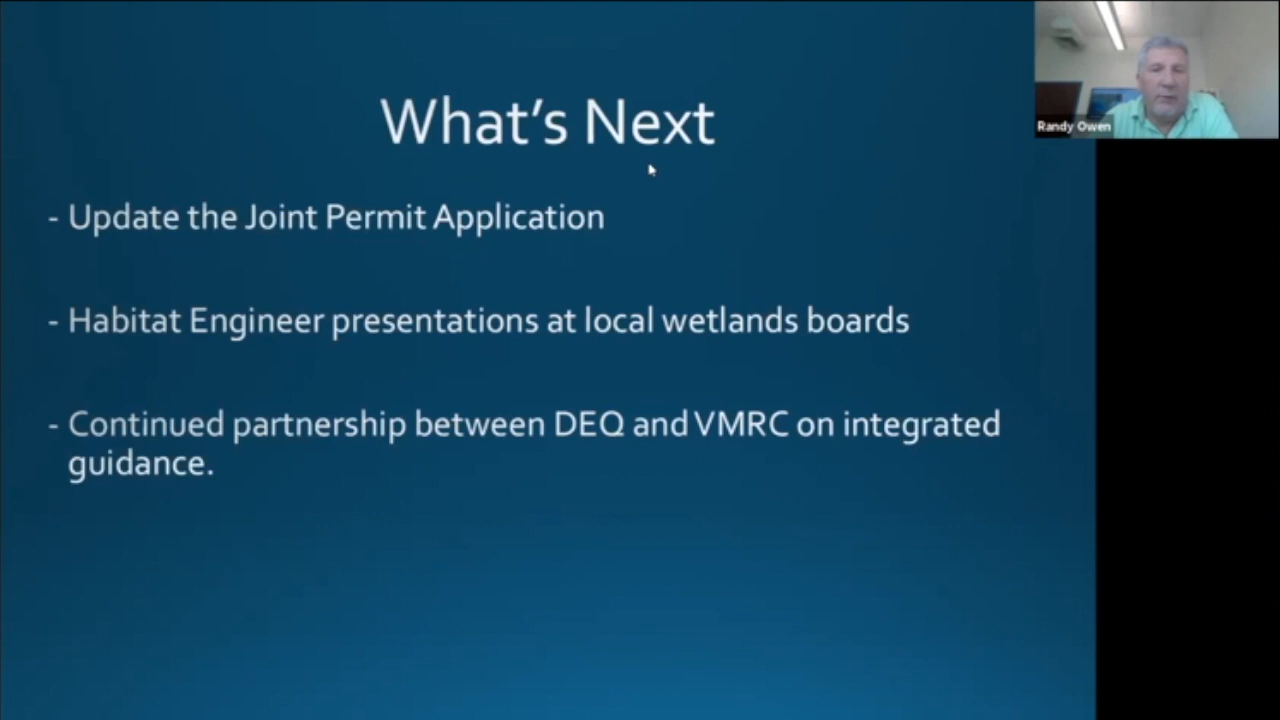 What's Next
- Update the Joint Permit Application
- Habitat Engineer presentations at local wetlands boards
- Continued partnership between DEQ and VMRC on integrated
guidance.
Randy Owen